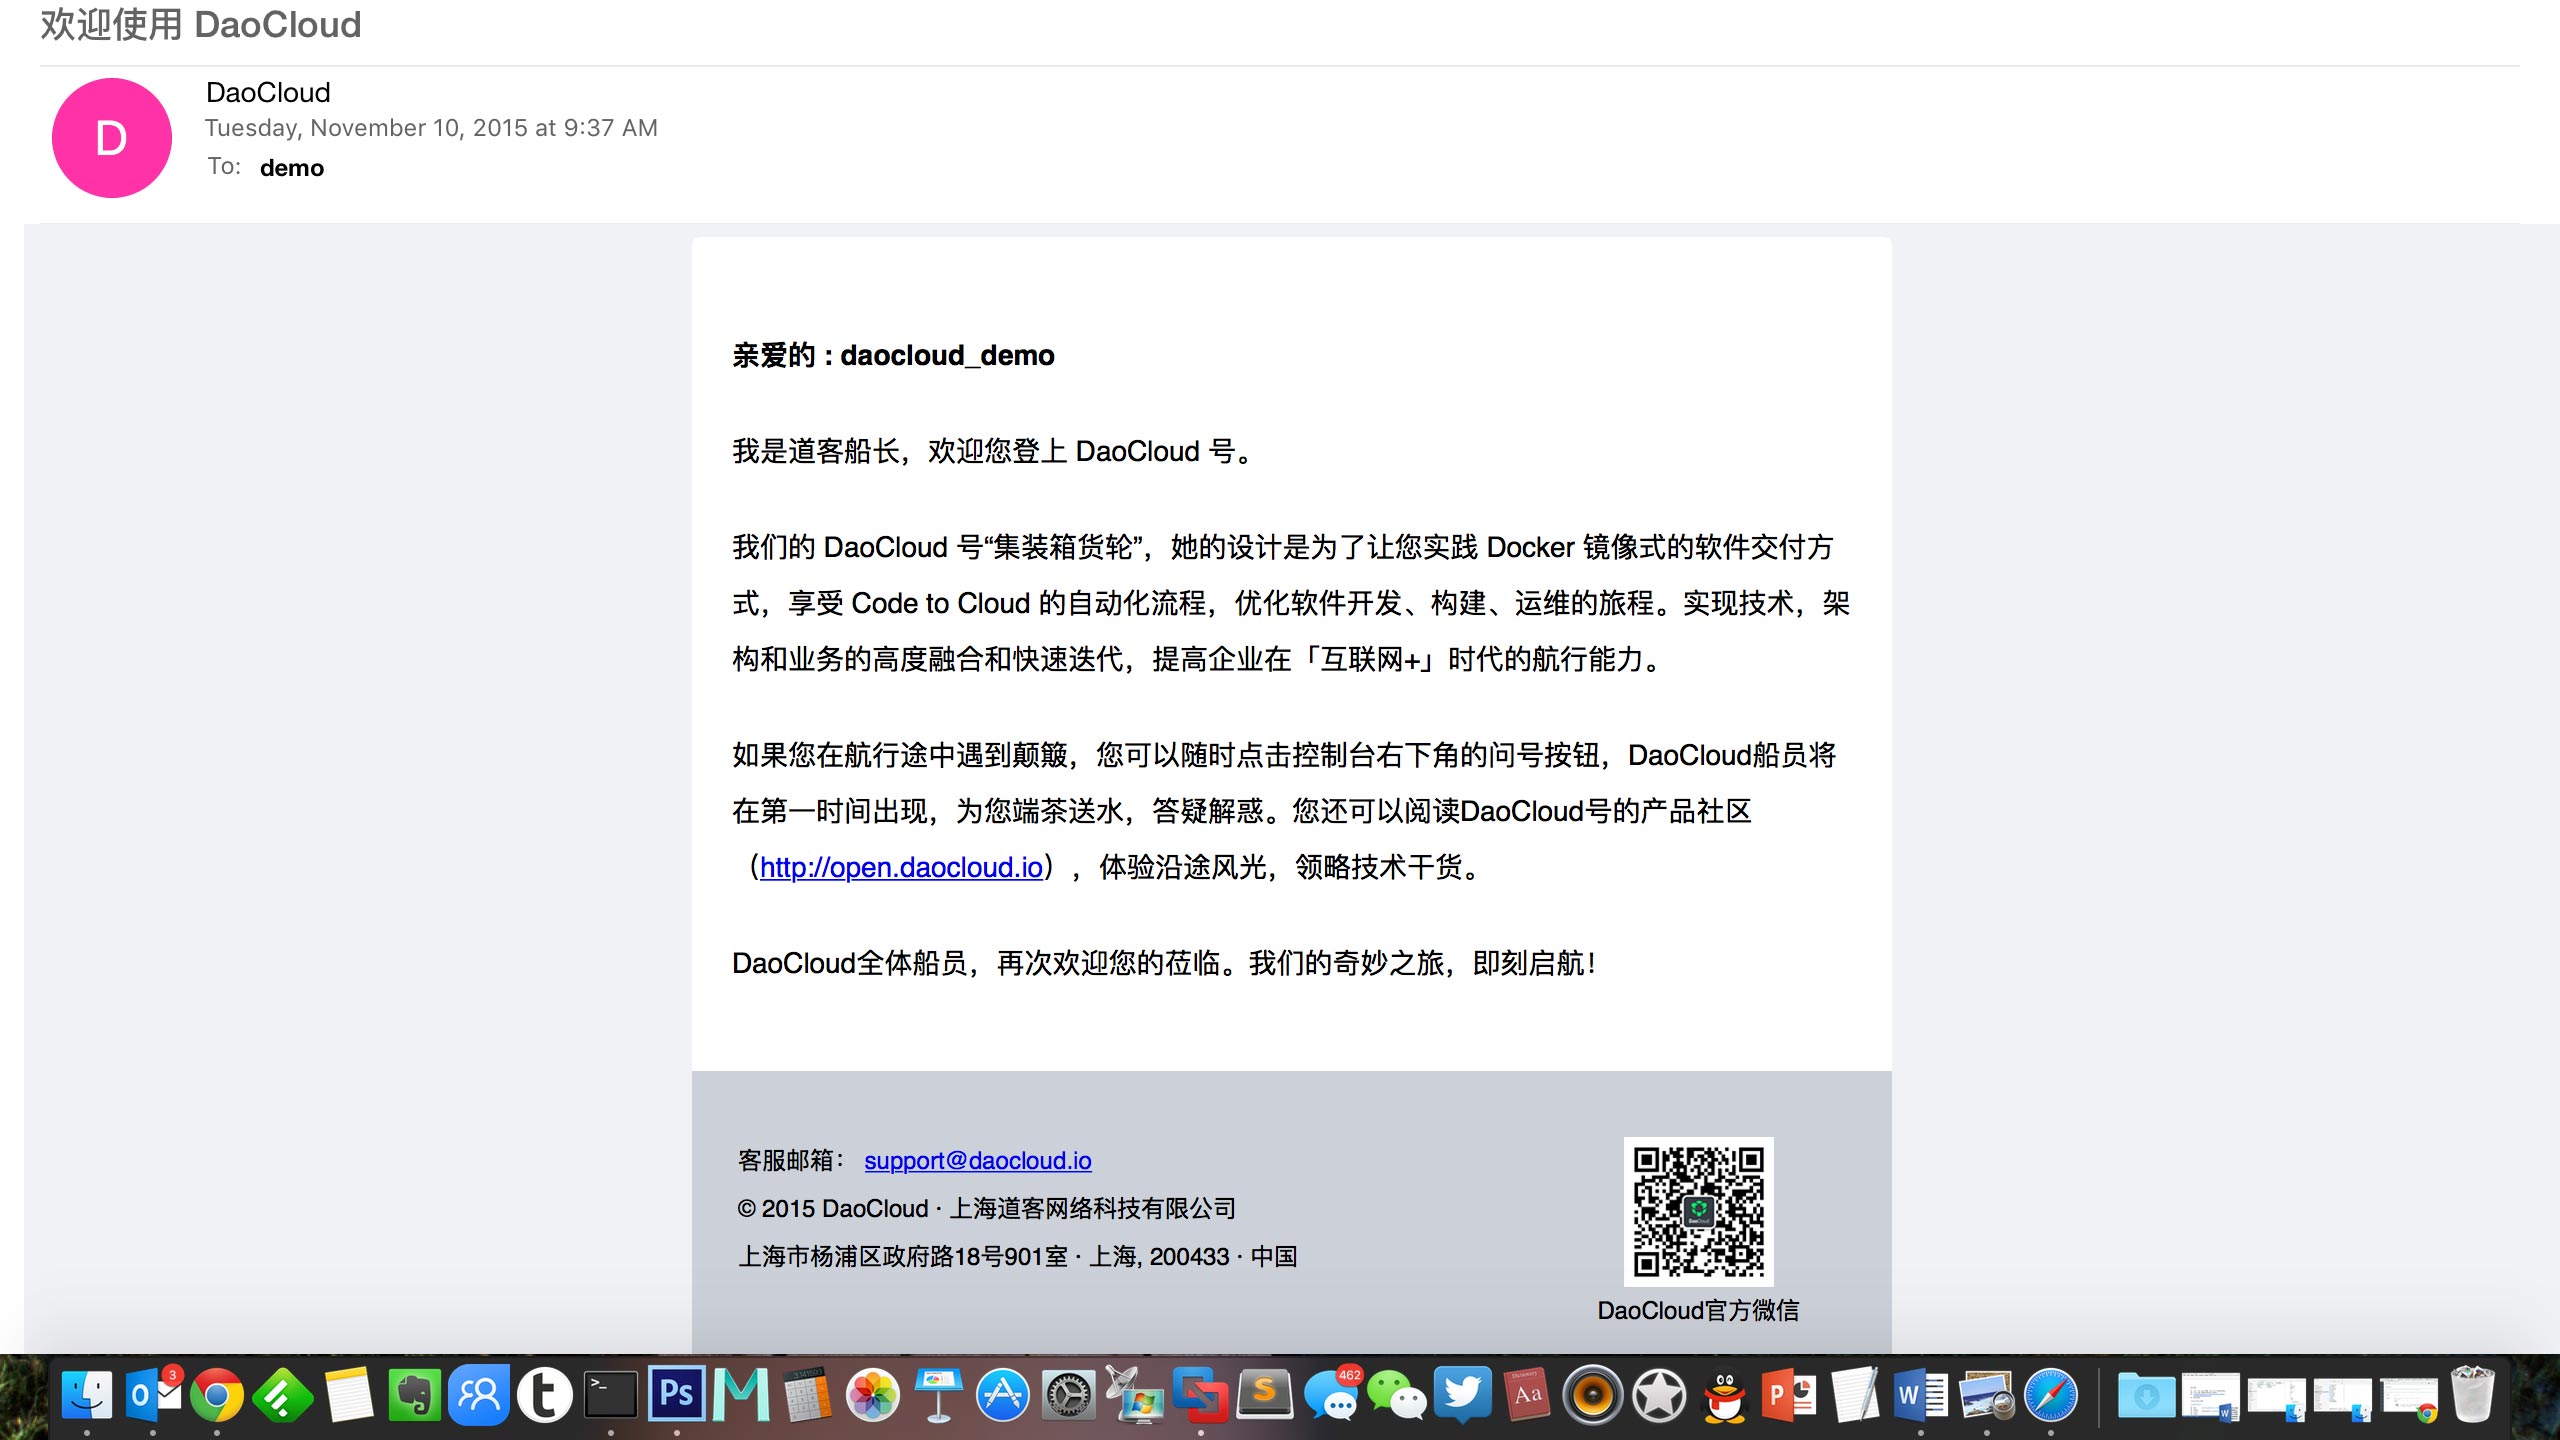 欢迎使用 DaoCloud
D
DaoCloud
Tuesday, November 10, 2015 at 9:37 AM
To: demo
亲爱的 : daocloud_demo
我是道客船长，欢迎您登上 DaoCloud 号。
我们的 DaoCloud 号“集装箱货轮”，她的设计是为了让您实践 Docker 镜像式的软件交付方
式，享受 Code to Cloud 的自动化流程，优化软件开发、构建、运维的旅程。实现技术，架
构和业务的高度融合和快速迭代，提高企业在「互联网+」时代的航行能力。
如果您在航行途中遇到颠簸，您可以随时点击控制台右下角的问号按钮，DaoCloud船员将
在第一时间出现，为您端茶送水，答疑解惑。您还可以阅读DaoCloud号的产品社区
（http://open.daocloud.io），体验沿途风光，领略技术干货。
DaoCloud全体船员，再次欢迎您的莅临。我们的奇妙之旅，即刻启航！
客服邮箱： support@daocloud.io
© 2015 DaoCloud · 上海道客网络科技有限公司
上海市杨浦区政府路18号901室 · 上海, 200433 · 中国
DaoCloud官方微信
3
Ps
462
Aa